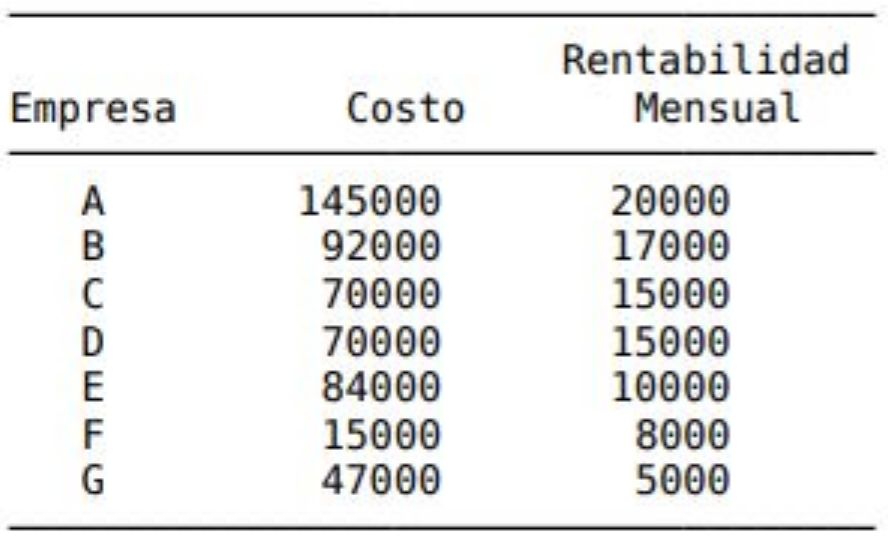 Rentabilidad
Empresa Costo Mensual
A 145000 20000
B 92000 17000
C 70000 15000
D 70000 15000
E 84000 10000
F 15000 8000
G 47000 5000